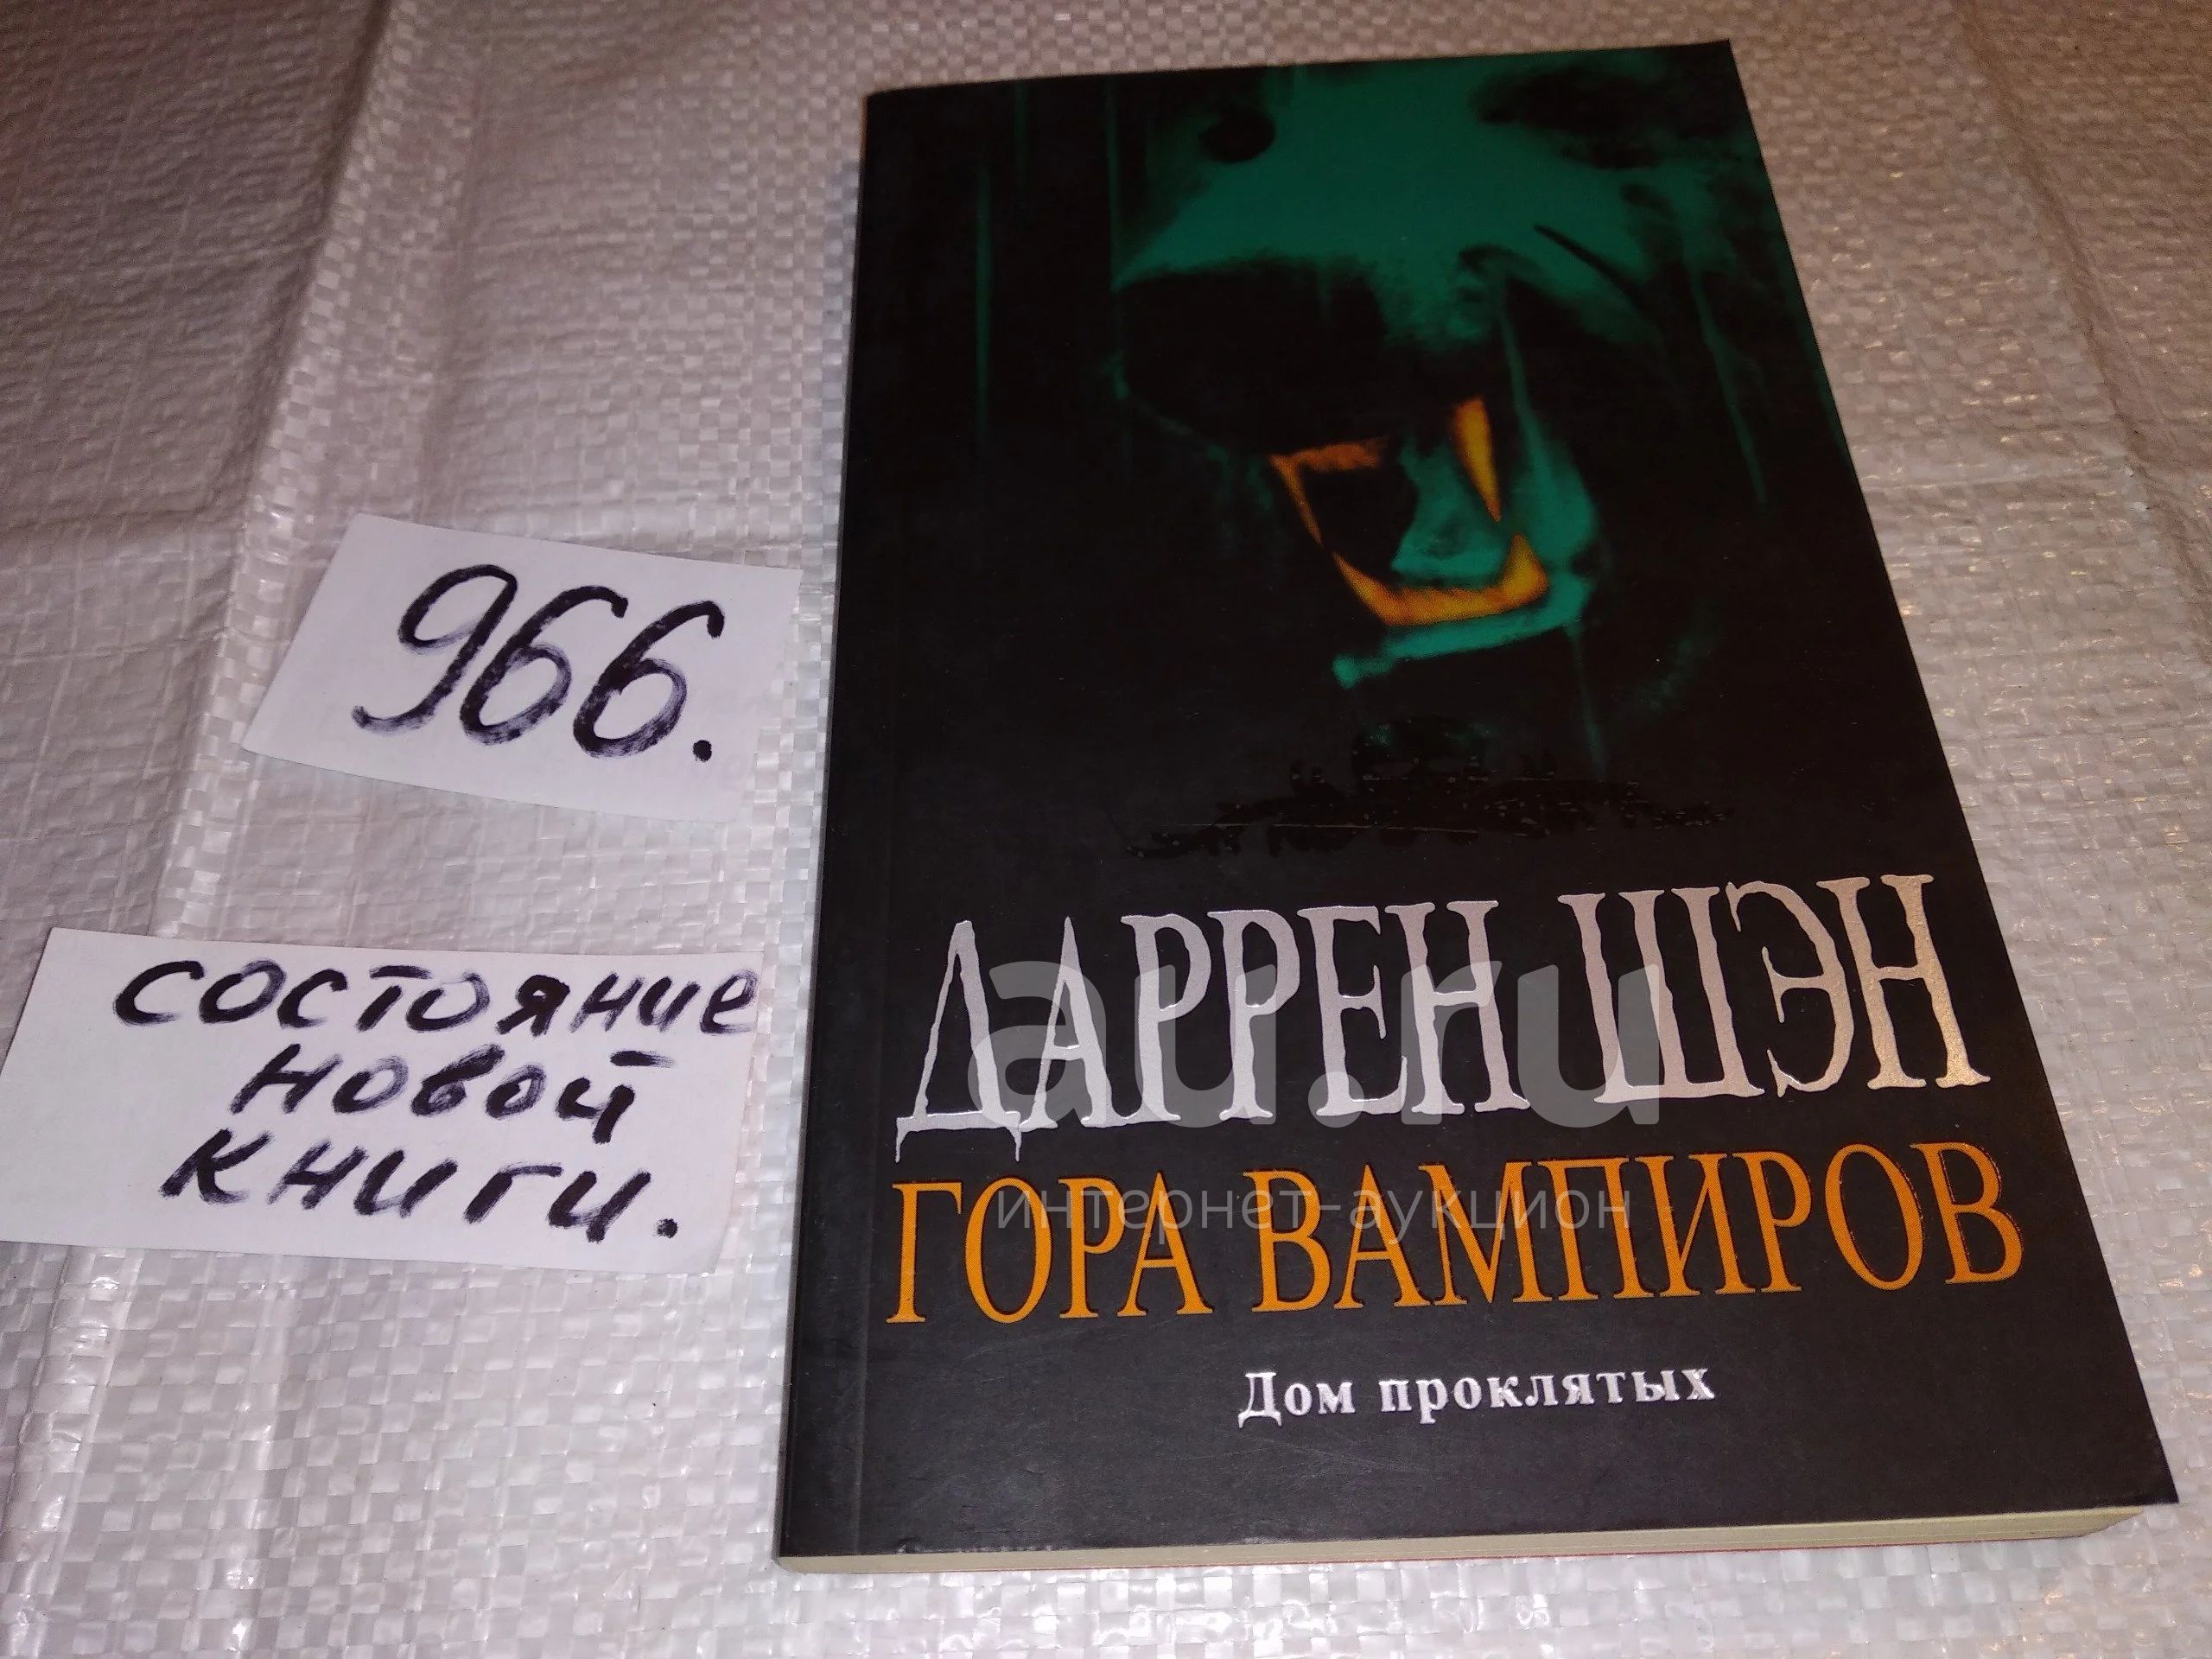 966.
состояние
новой
книги.
ДАРРЕН ШЭН
au.ru
ГОРА ВАМПИРОВ
интернет-аукцион
Дом проклятых